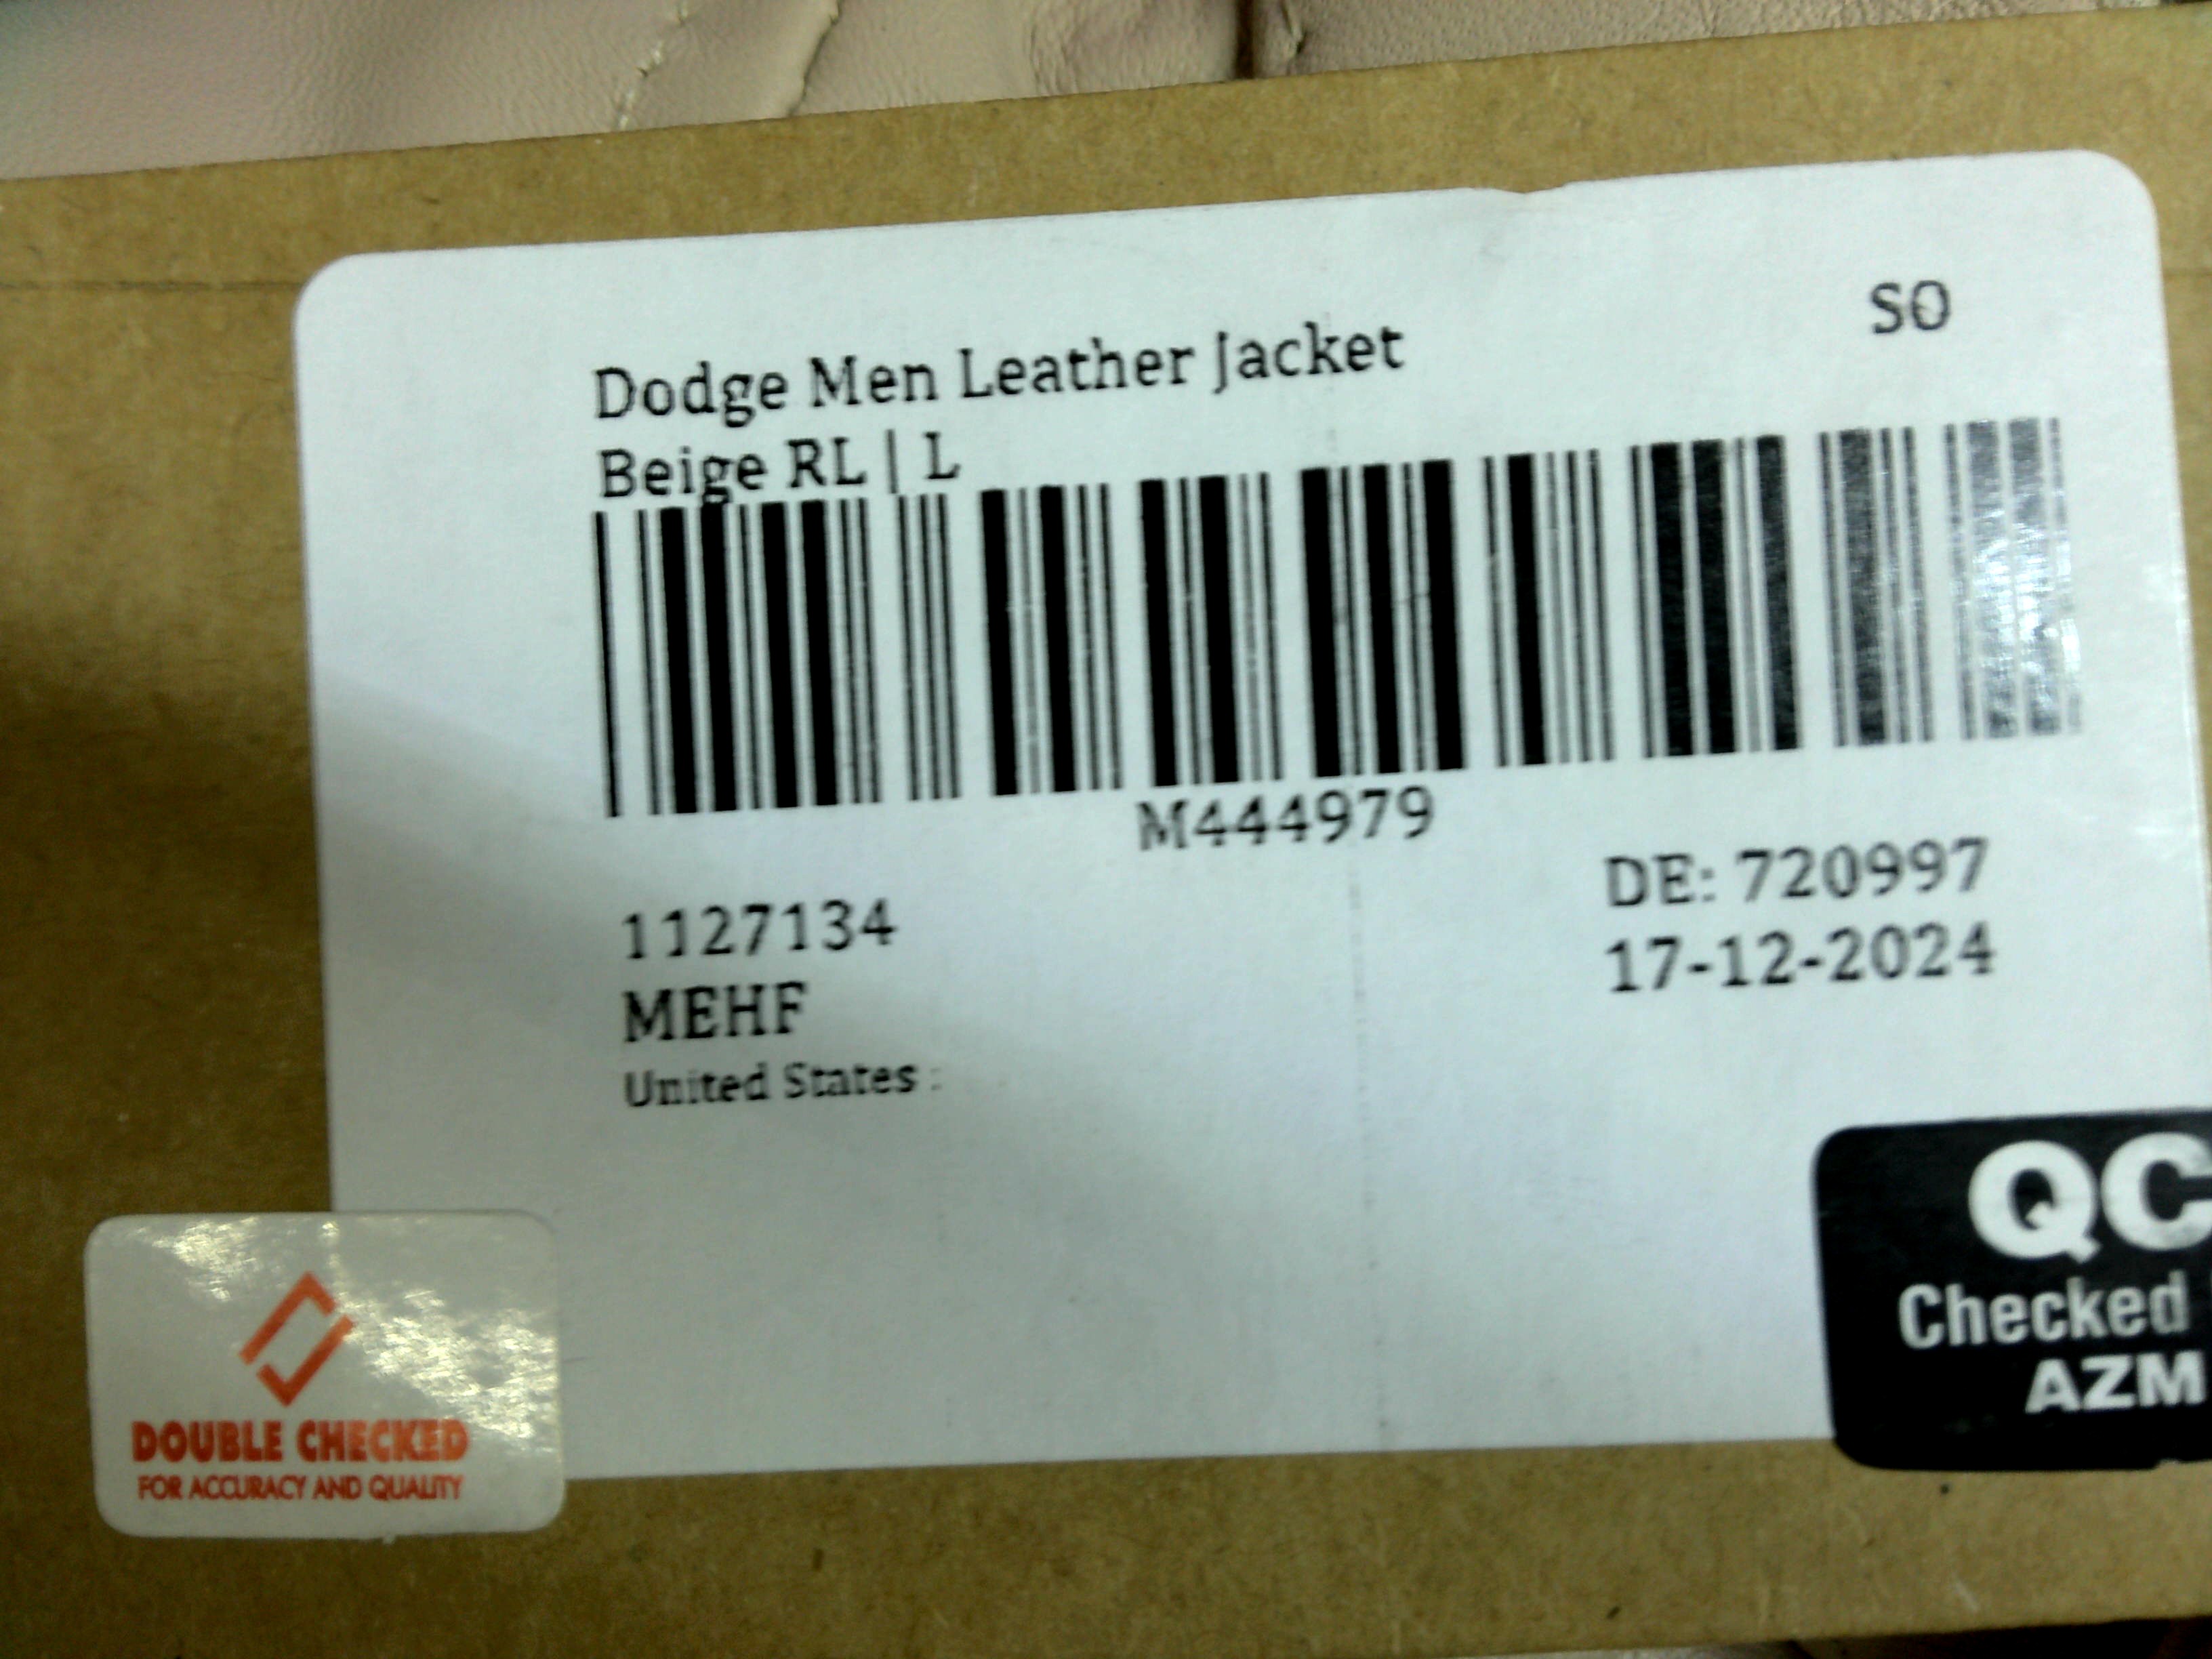 SO
Dodge Men Leather Jacket
Beige RL | L
M444979
DE: 720997
1127134
17-12-2024
MEHF
United States :
QC
Checked
AZM
DOUBLE CHECKED
FOR ACCURACY AND QUALITY